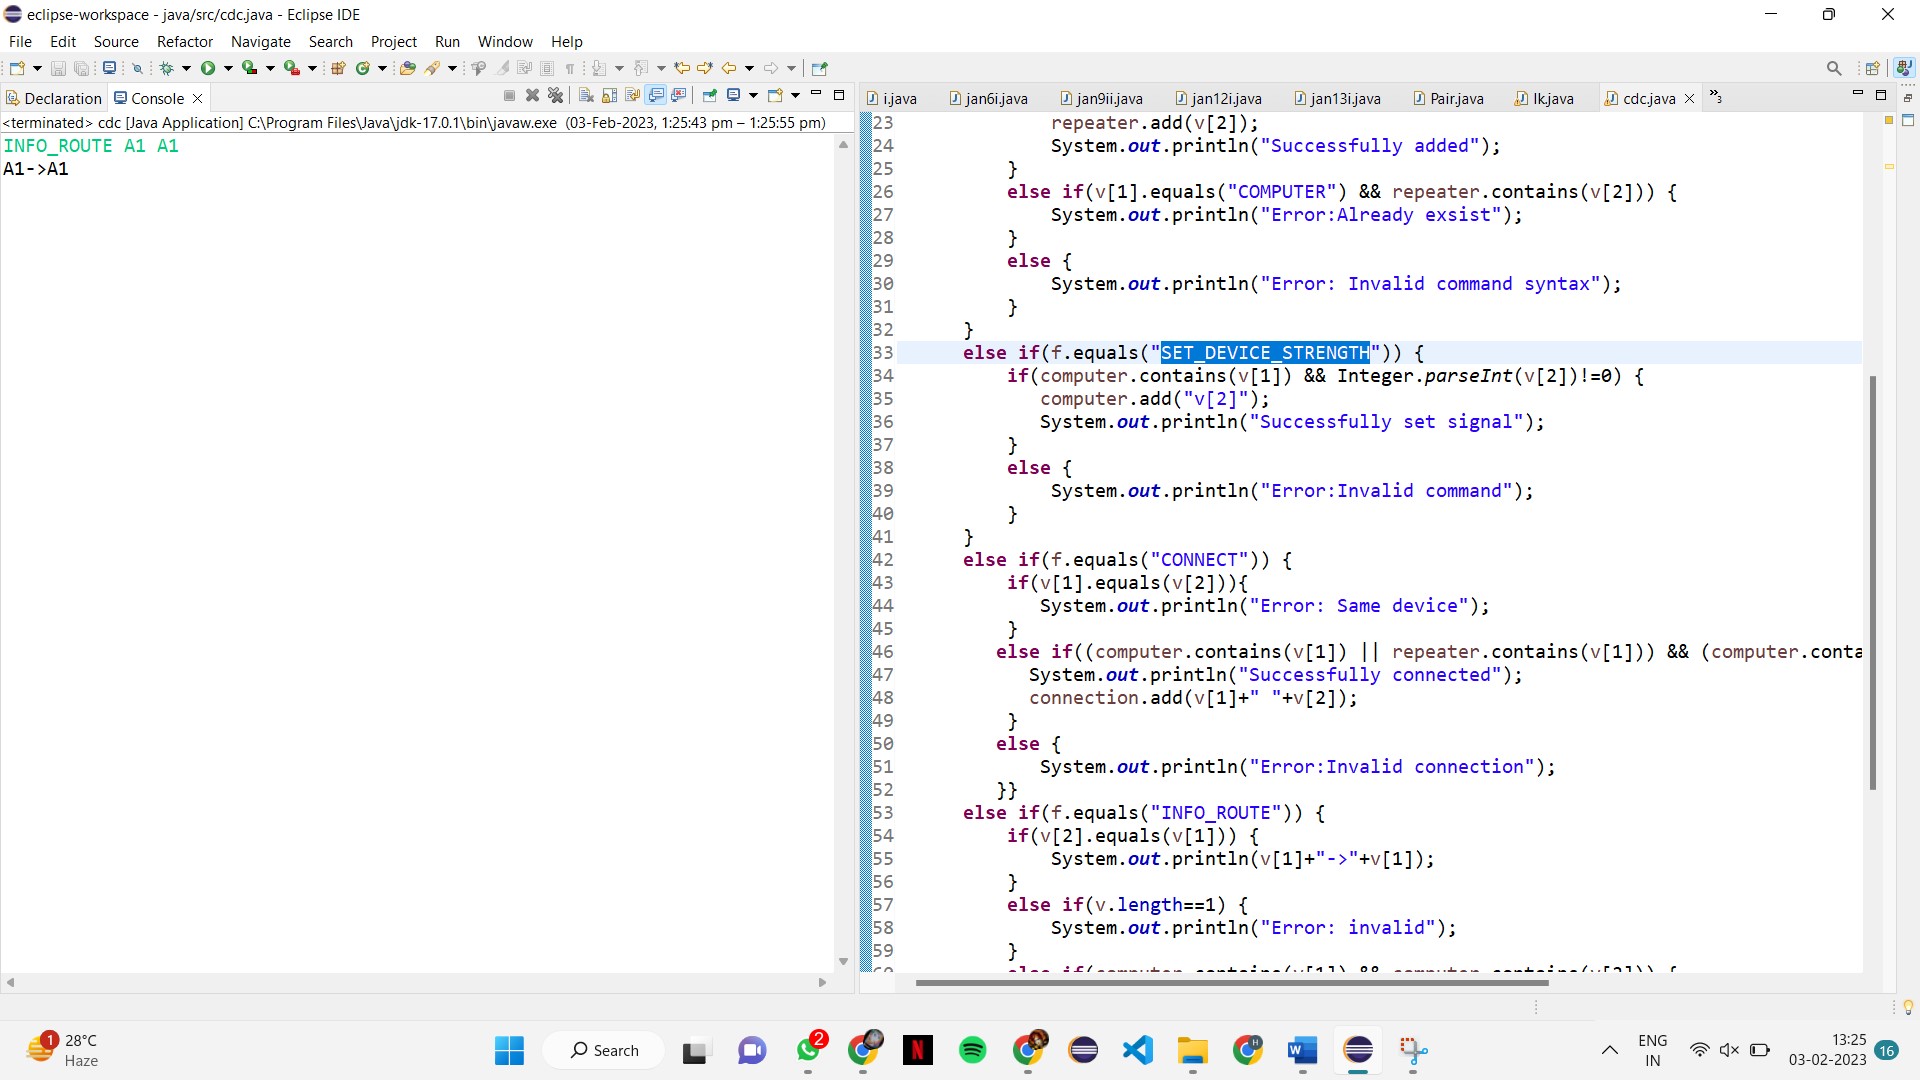 eclipse-workspace - java/src/cdc.java - Eclipse IDE
File Edit Source Refactor Navigate Search Project Run Window Help
Declaration Console
<terminated> cdc [Java Application] C:\Program Files\Java\jdk-17.0.1\bin\javaw.exe (03-Feb-2023, 1:25:43 pm – 1:25:55 pm)
INFO_ROUTE A1 A1
A1->A1
i.java jan6i.java jan9ii.java jan12i.java jan13i.java Pair.java lk.java cdc.java »3
23 repeater.add(v[2]);
24 System.out.println("Successfully added");
25 }
26 else if(v[1].equals("COMPUTER") && repeater.contains(v[2])) {
27 System.out.println("Error:Already exsist");
28 }
29 else {
30 System.out.println("Error: Invalid command syntax");
31 }
32 }
33 else if(f.equals("SET_DEVICE_STRENGTH")) {
34 if(computer.contains(v[1]) && Integer.parseInt(v[2])!=0) {
35 computer.add("v[2]");
36 System.out.println("Successfully set signal");
37 }
38 else {
39 System.out.println("Error:Invalid command");
40 }
41 }
42 else if(f.equals("CONNECT")) {
43 if(v[1].equals(v[2])){
44 System.out.println("Error: Same device");
45 }
46 else if((computer.contains(v[1]) || repeater.contains(v[1])) && (computer.conta
47 System.out.println("Successfully connected");
48 connection.add(v[1]+" "+v[2]);
49 }
50 else {
51 System.out.println("Error:Invalid connection");
52 }}
53 else if(f.equals("INFO_ROUTE")) {
54 if(v[2].equals(v[1])) {
55 System.out.println(v[1]+"->"+v[1]);
56 }
57 else if(v.length==1) {
58 System.out.println("Error: invalid");
59 }
60 else if(computer.contains(v[1]) && computer.contains(v[2])) {
1
28°C
Haze
Search
2
ENG
IN
13:25
03-02-2023
16